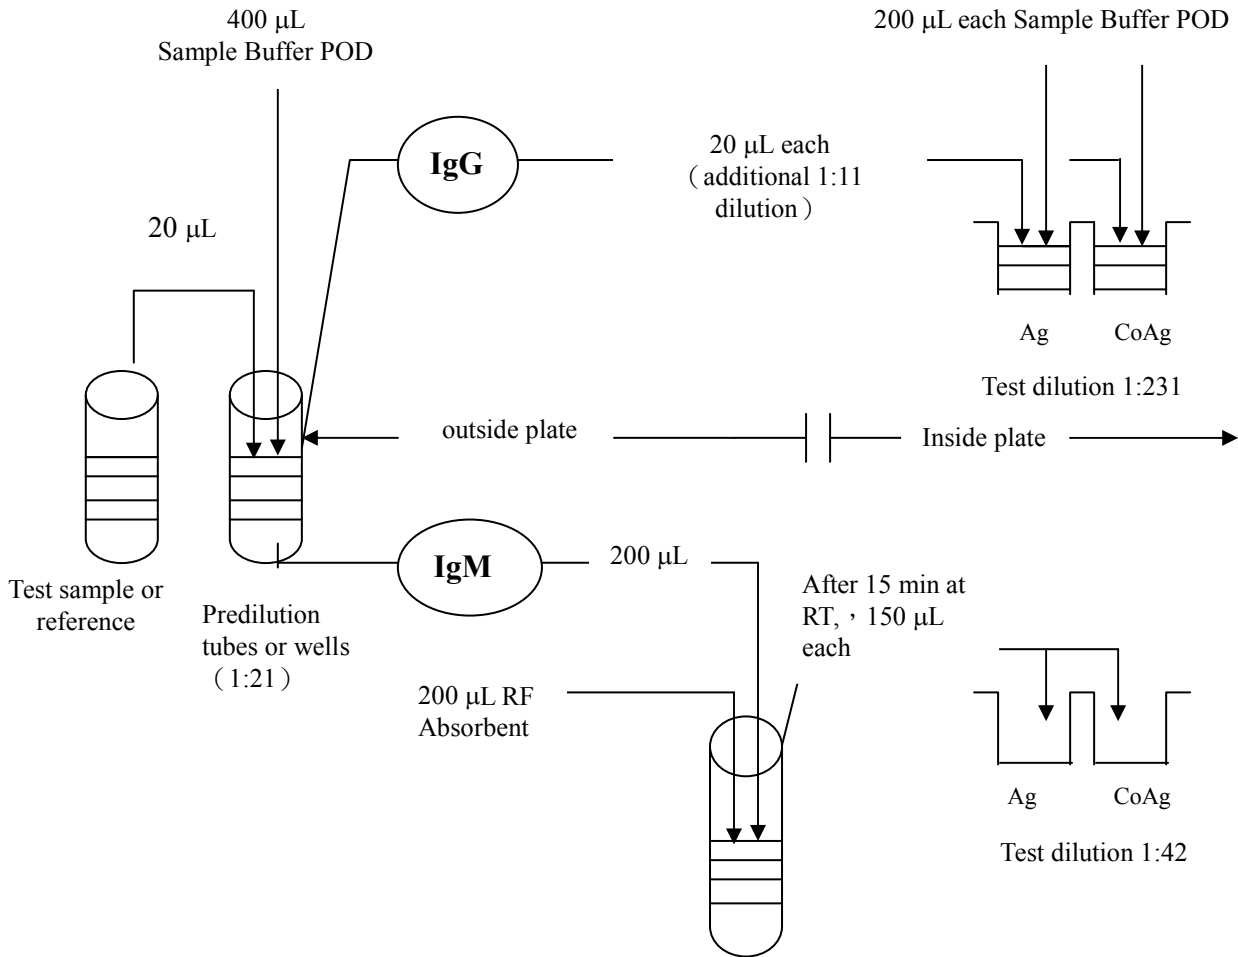 400 μL
Sample Buffer POD
200 μL each Sample Buffer POD
IgG
20 μL each
（additional 1:11
dilution）
20 μL
Ag
CoAg
Test dilution 1:231
outside plate
Inside plate
IgM
200 μL
Test sample or
reference
Predilution
tubes or wells
（1:21）
After 15 min at
RT,，150 μL
each
200 μL RF
Absorbent
Ag
CoAg
Test dilution 1:42